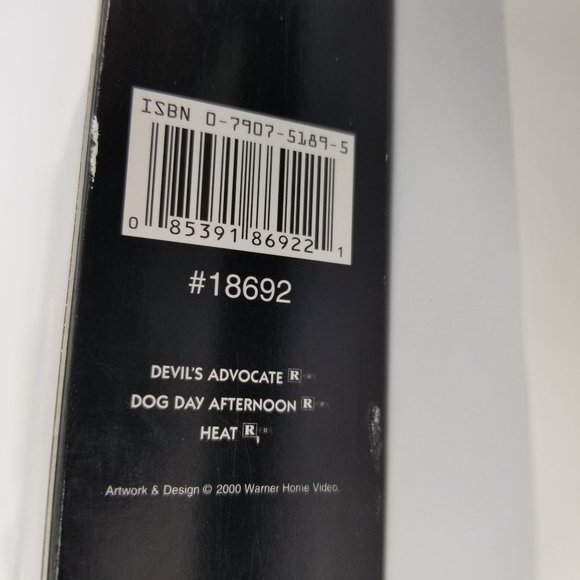 ISBN 0-7907-5189-5
0 85391 86922 1
#18692
DEVIL'S ADVOCATE R
DOG DAY AFTERNOON R
HEAT R,
Artwork & Design © 2000 Warner Home Video.